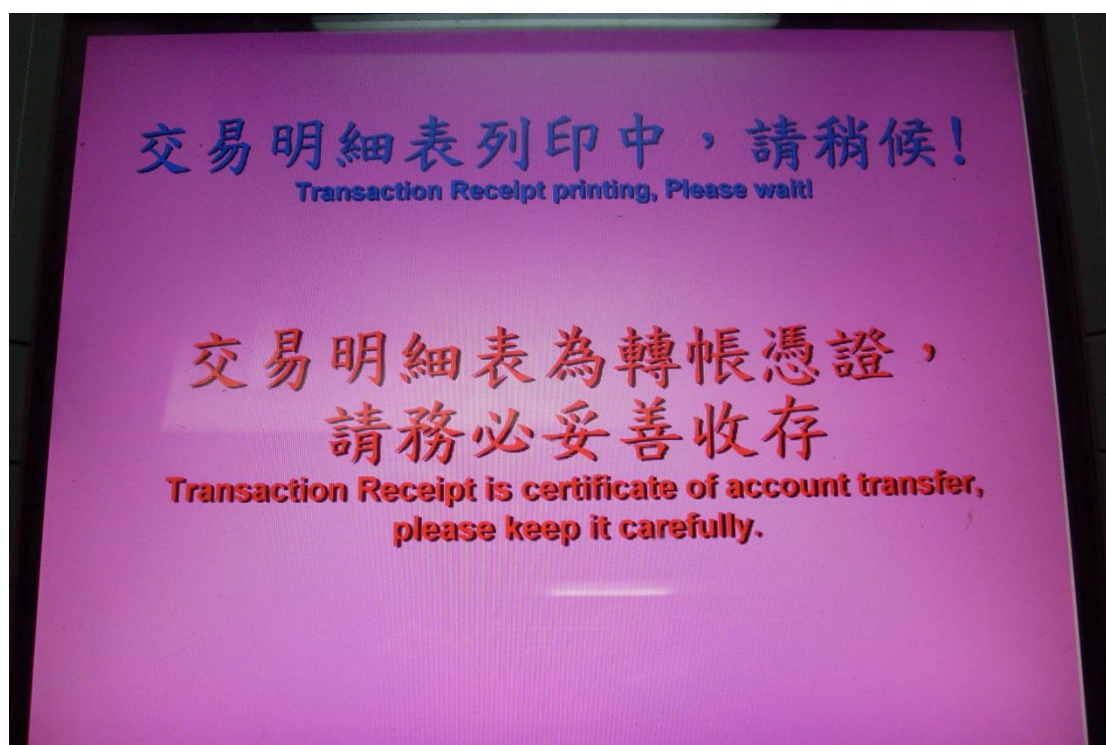 交易明細表列印中，請稍候!
Transaction Receipt printing, Please wait!
交易明細表為轉帳憑證，
請務必妥善收存
Transaction Receipt is certificate of account transfer,
please keep it carefully.